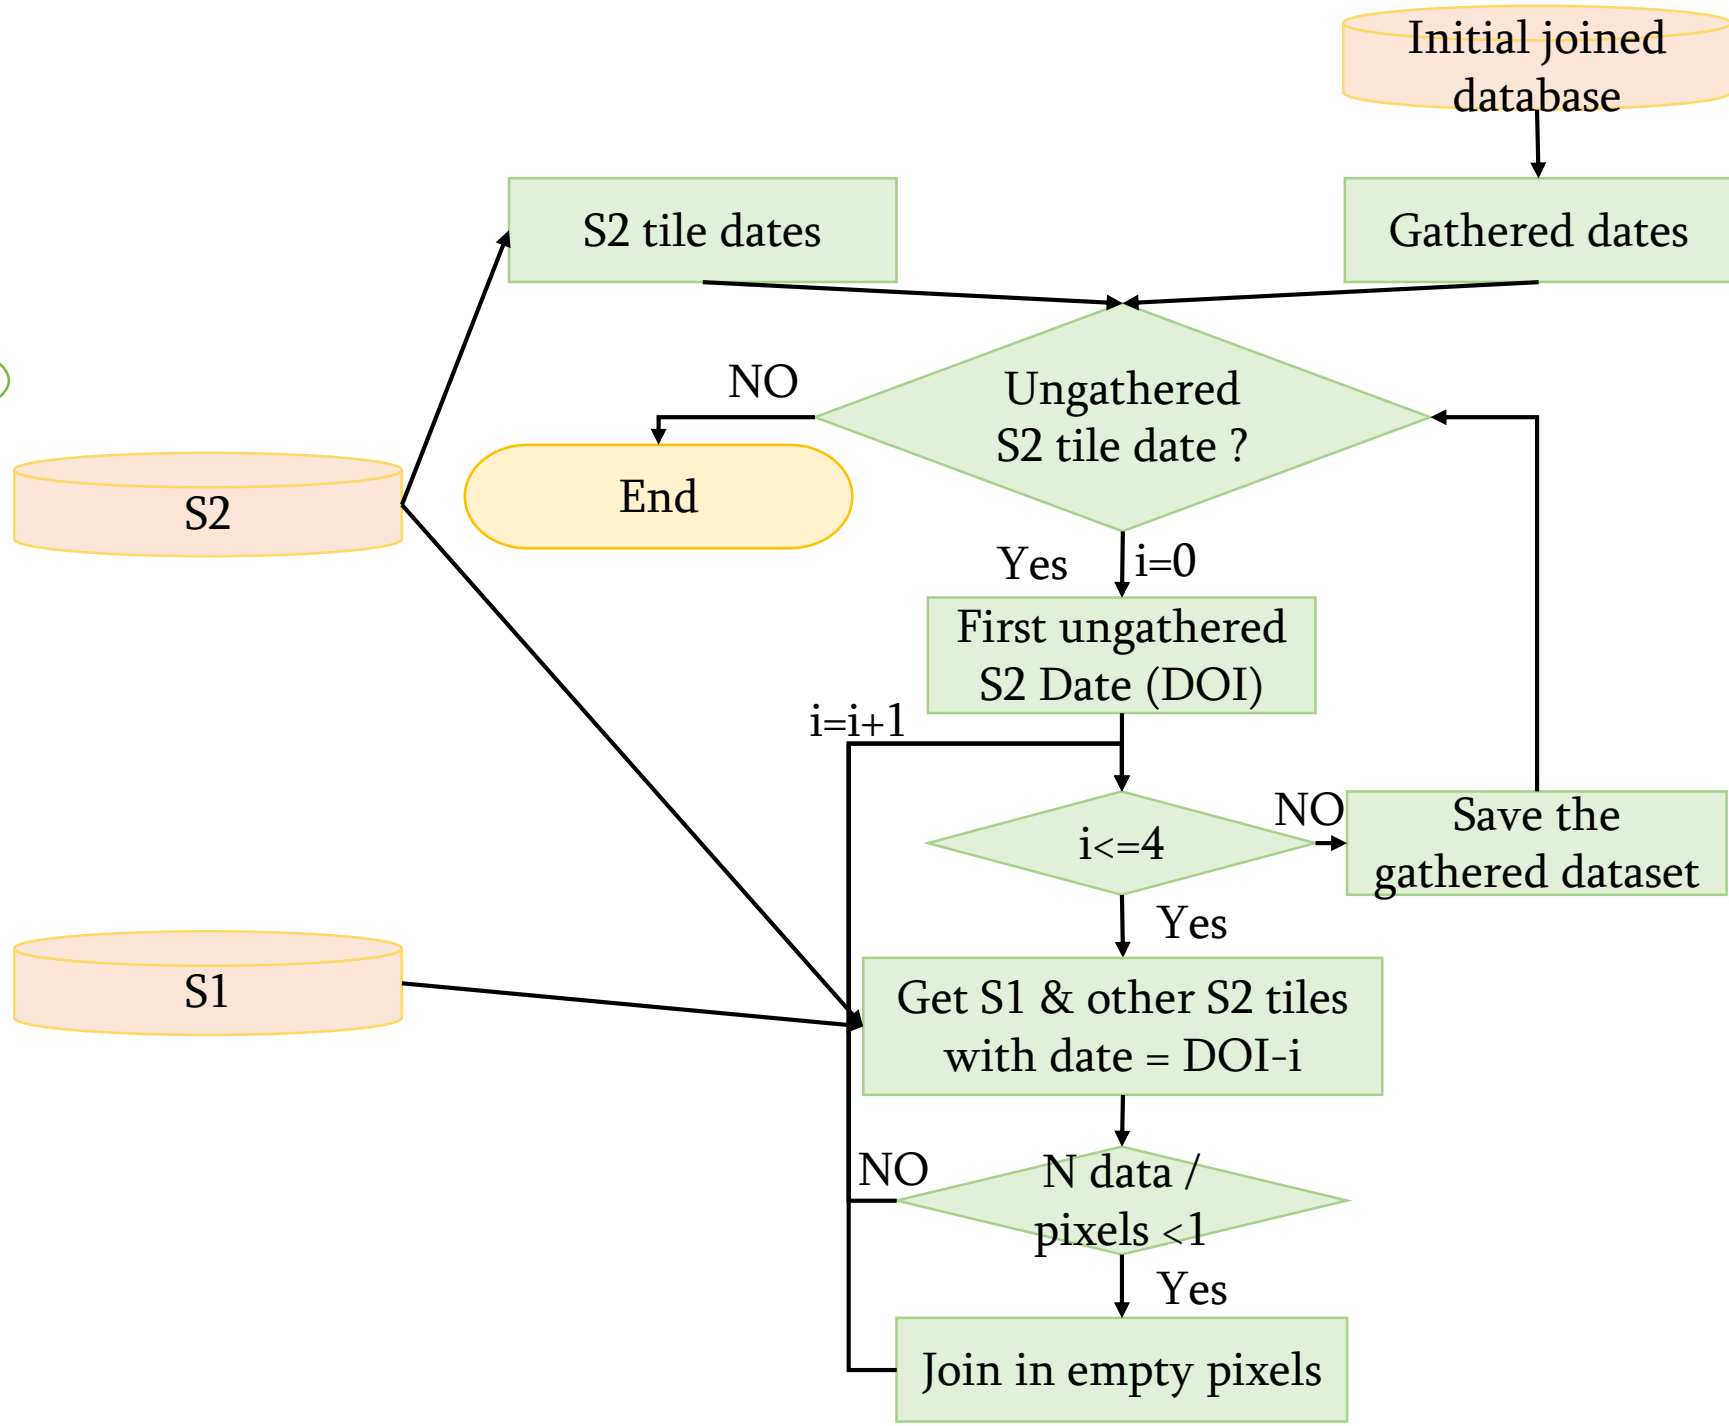 Initial joined
database
S2 tile dates
Gathered dates
NO
Ungathered
S2 tile date ?
End
S2
Yes
i=0
First ungathered
S2 Date (DOI)
i=i+1
NO
i<=4
Save the
gathered dataset
Yes
S1
Get S1 & other S2 tiles
with date = DOI-i
NO
N data /
pixels <1
Yes
Join in empty pixels